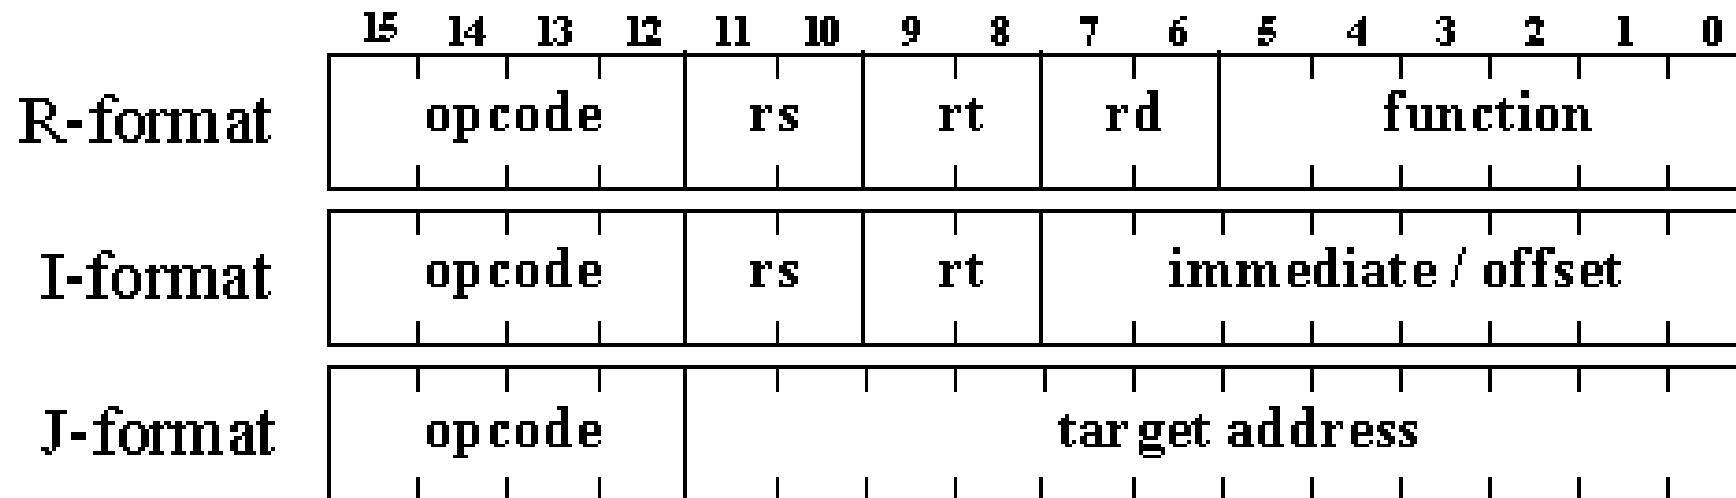 15 14 13 12 11 10 9 8 7 6 5 4 3 2 1 0
R-format opcode rs rt rd function
I-format opcode rs rt immediate / offset
J-format opcode target address